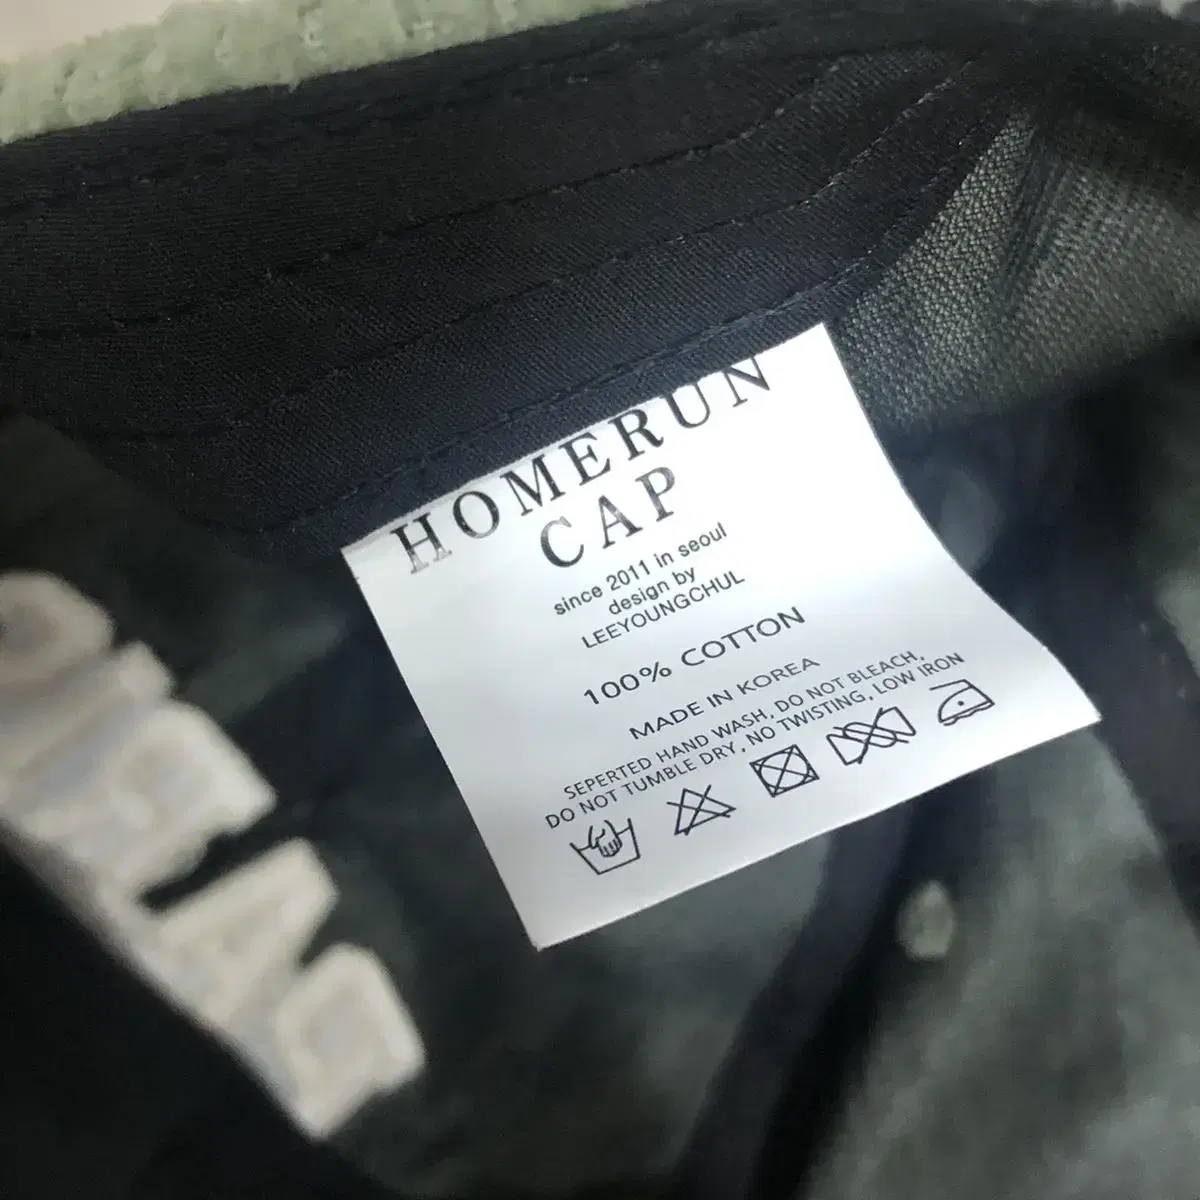 HOMERUN
CAP
since 2011 in seoul
design by
LEEYOUNGCHUL
100% COTTON
MADE IN KOREA
SEPERTED HAND WASH, DO NOT BLEACH,
DO NOT TUMBLE DRY, NO TWISTING, LOW IRON